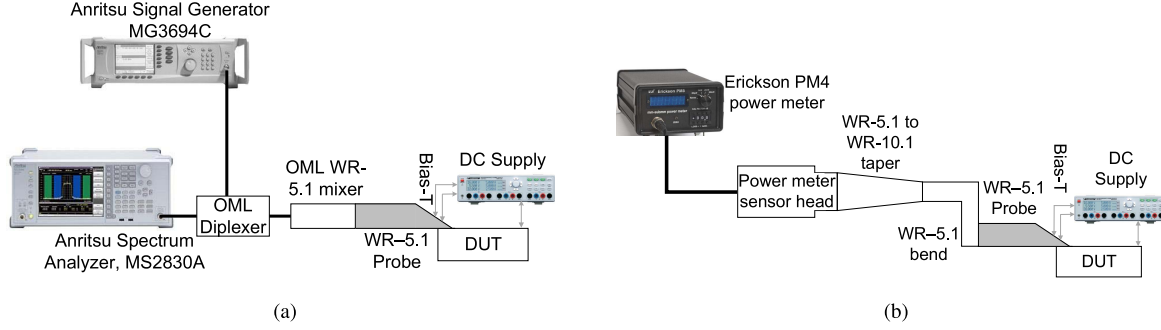 Anritsu Signal Generator
MG3694C
Anritsu Spectrum
Analyzer, MS2830A
OML
Diplexer
OML WR-
5.1 mixer
WR–5.1
Probe
Bias-T
DC Supply
DUT
(a)
Erickson PM4
Erickson PM4
power meter
Power meter
sensor head
WR-5.1 to
WR-10.1
taper
WR–5.1
bend
WR–5.1
Probe
Bias-T
DC
Supply
DUT
(b)